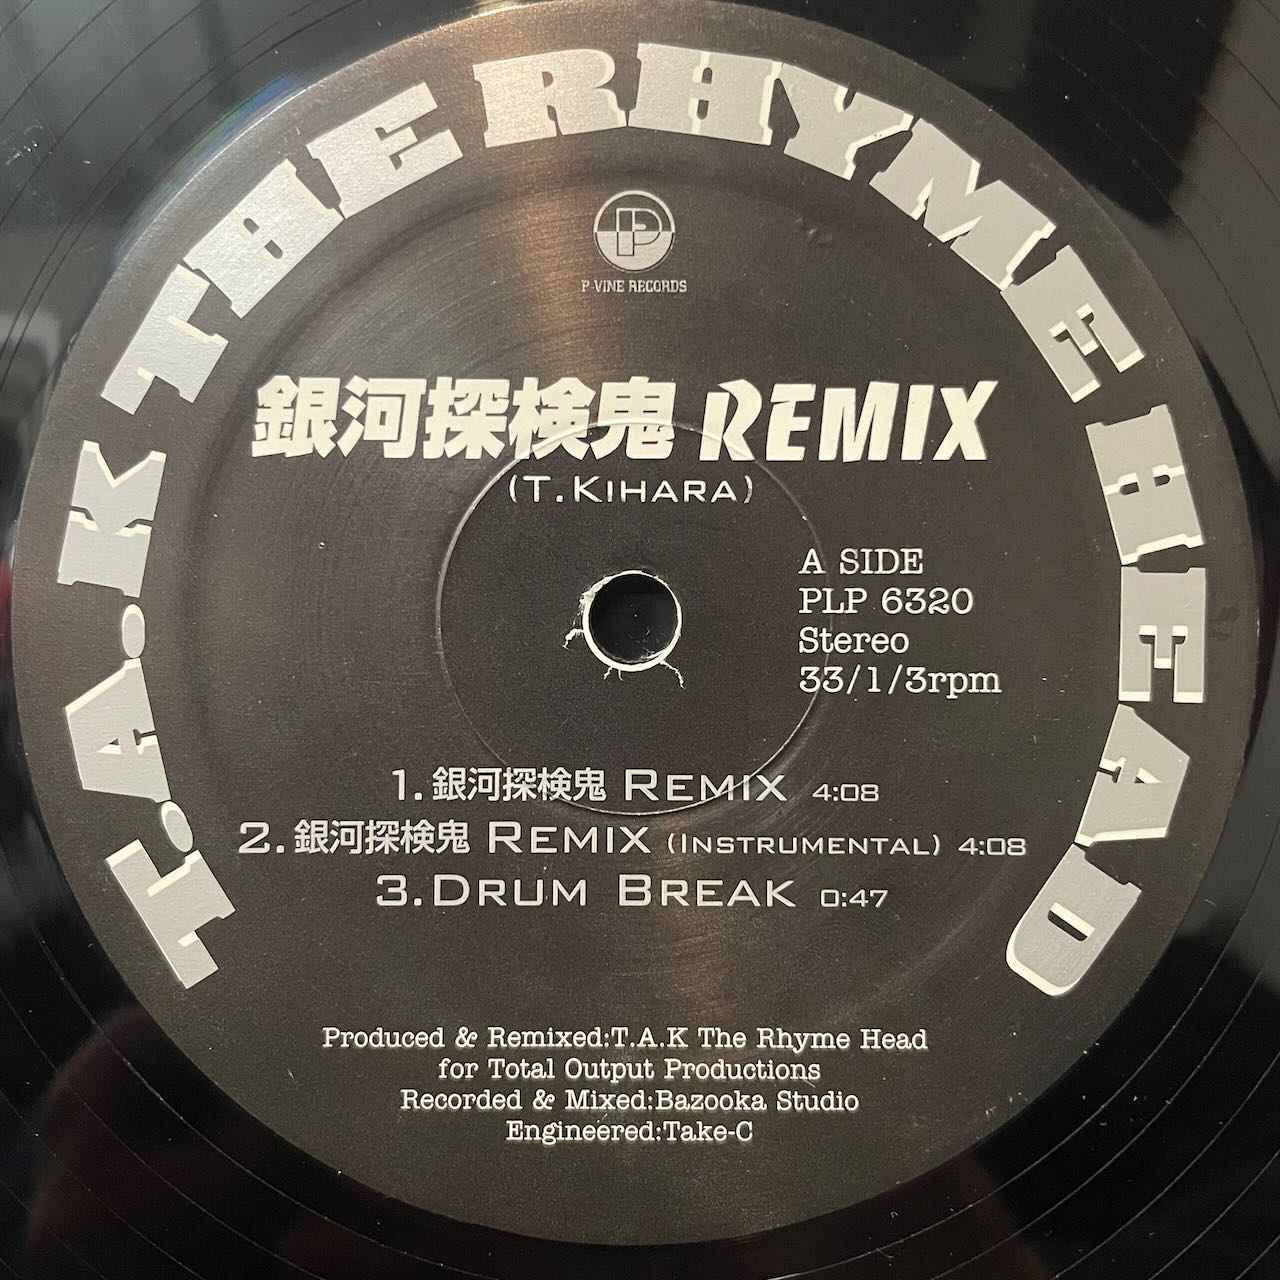 T.A.K THE RHYME HEAD
P-VINE RECORDS
銀河探検鬼 REMIX
(T.KIHARA)
A SIDE
PLP 6320
Stereo
33/1/3rpm
1.銀河探検鬼 REMIX 4:08
2.銀河探検鬼 REMIX (INSTRUMENTAL) 4:08
3.DRUM BREAK 0:47
Produced & Remixed:T.A.K The Rhyme Head
for Total Output Productions
Recorded & Mixed:Bazooka Studio
Engineered:Take-C